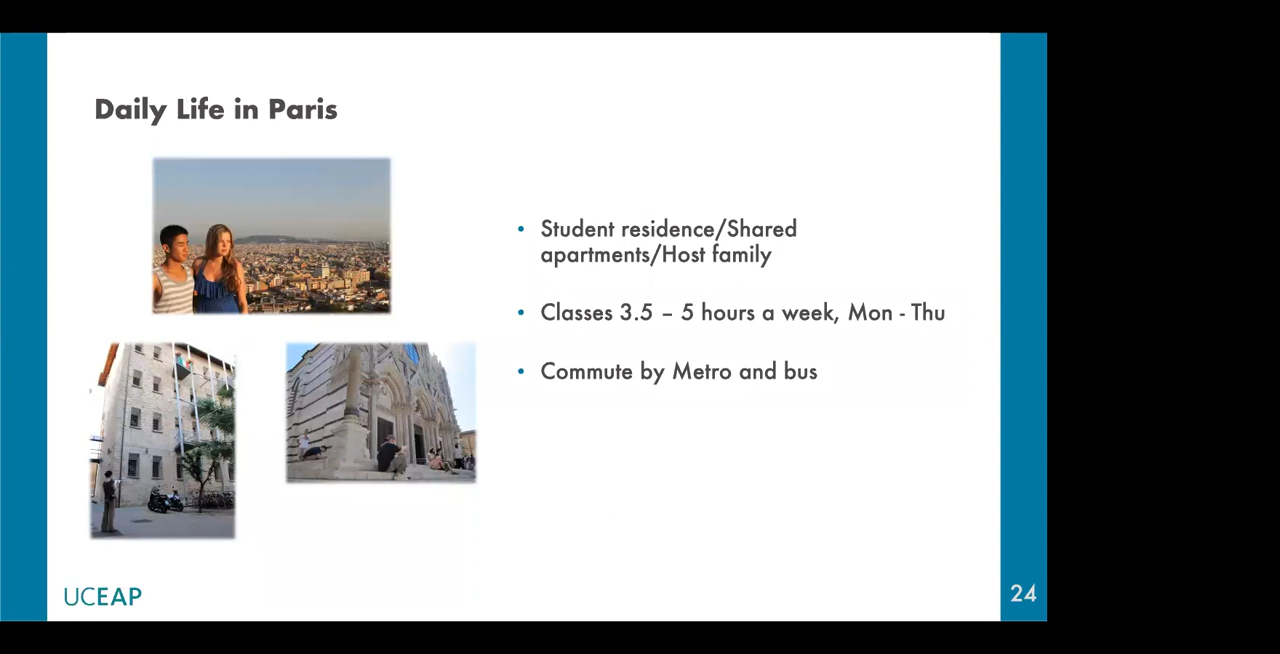 Daily Life in Paris
• Student residence/Shared
apartments/Host family
• Classes 3.5 – 5 hours a week, Mon - Thu
• Commute by Metro and bus
UCEAP
24